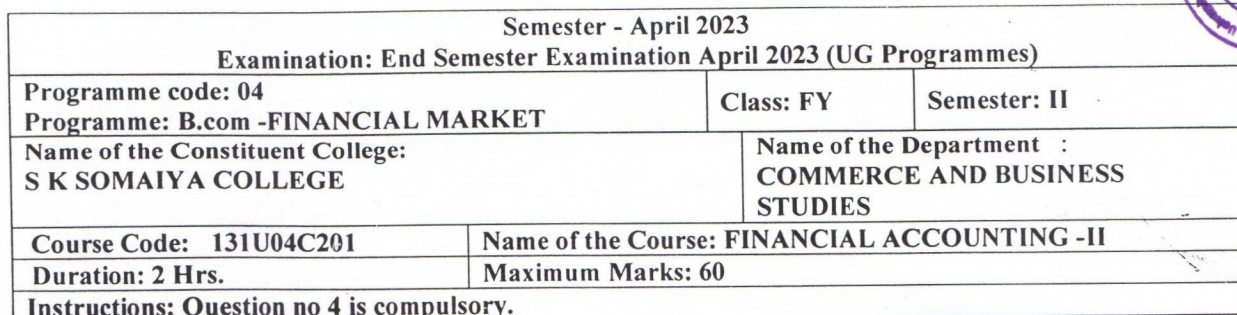 Semester - April 2023
Examination: End Semester Examination April 2023 (UG Programmes)
Programme code: 04
Programme: B.com -FINANCIAL MARKET
Class: FY
Semester: II
Name of the Constituent College:
S K SOMAIYA COLLEGE
Name of the Department :
COMMERCE AND BUSINESS
STUDIES
Course Code: 131U04C201
Name of the Course: FINANCIAL ACCOUNTING -II
Duration: 2 Hrs.
Maximum Marks: 60
Instructions: Question no 4 is compulsory.